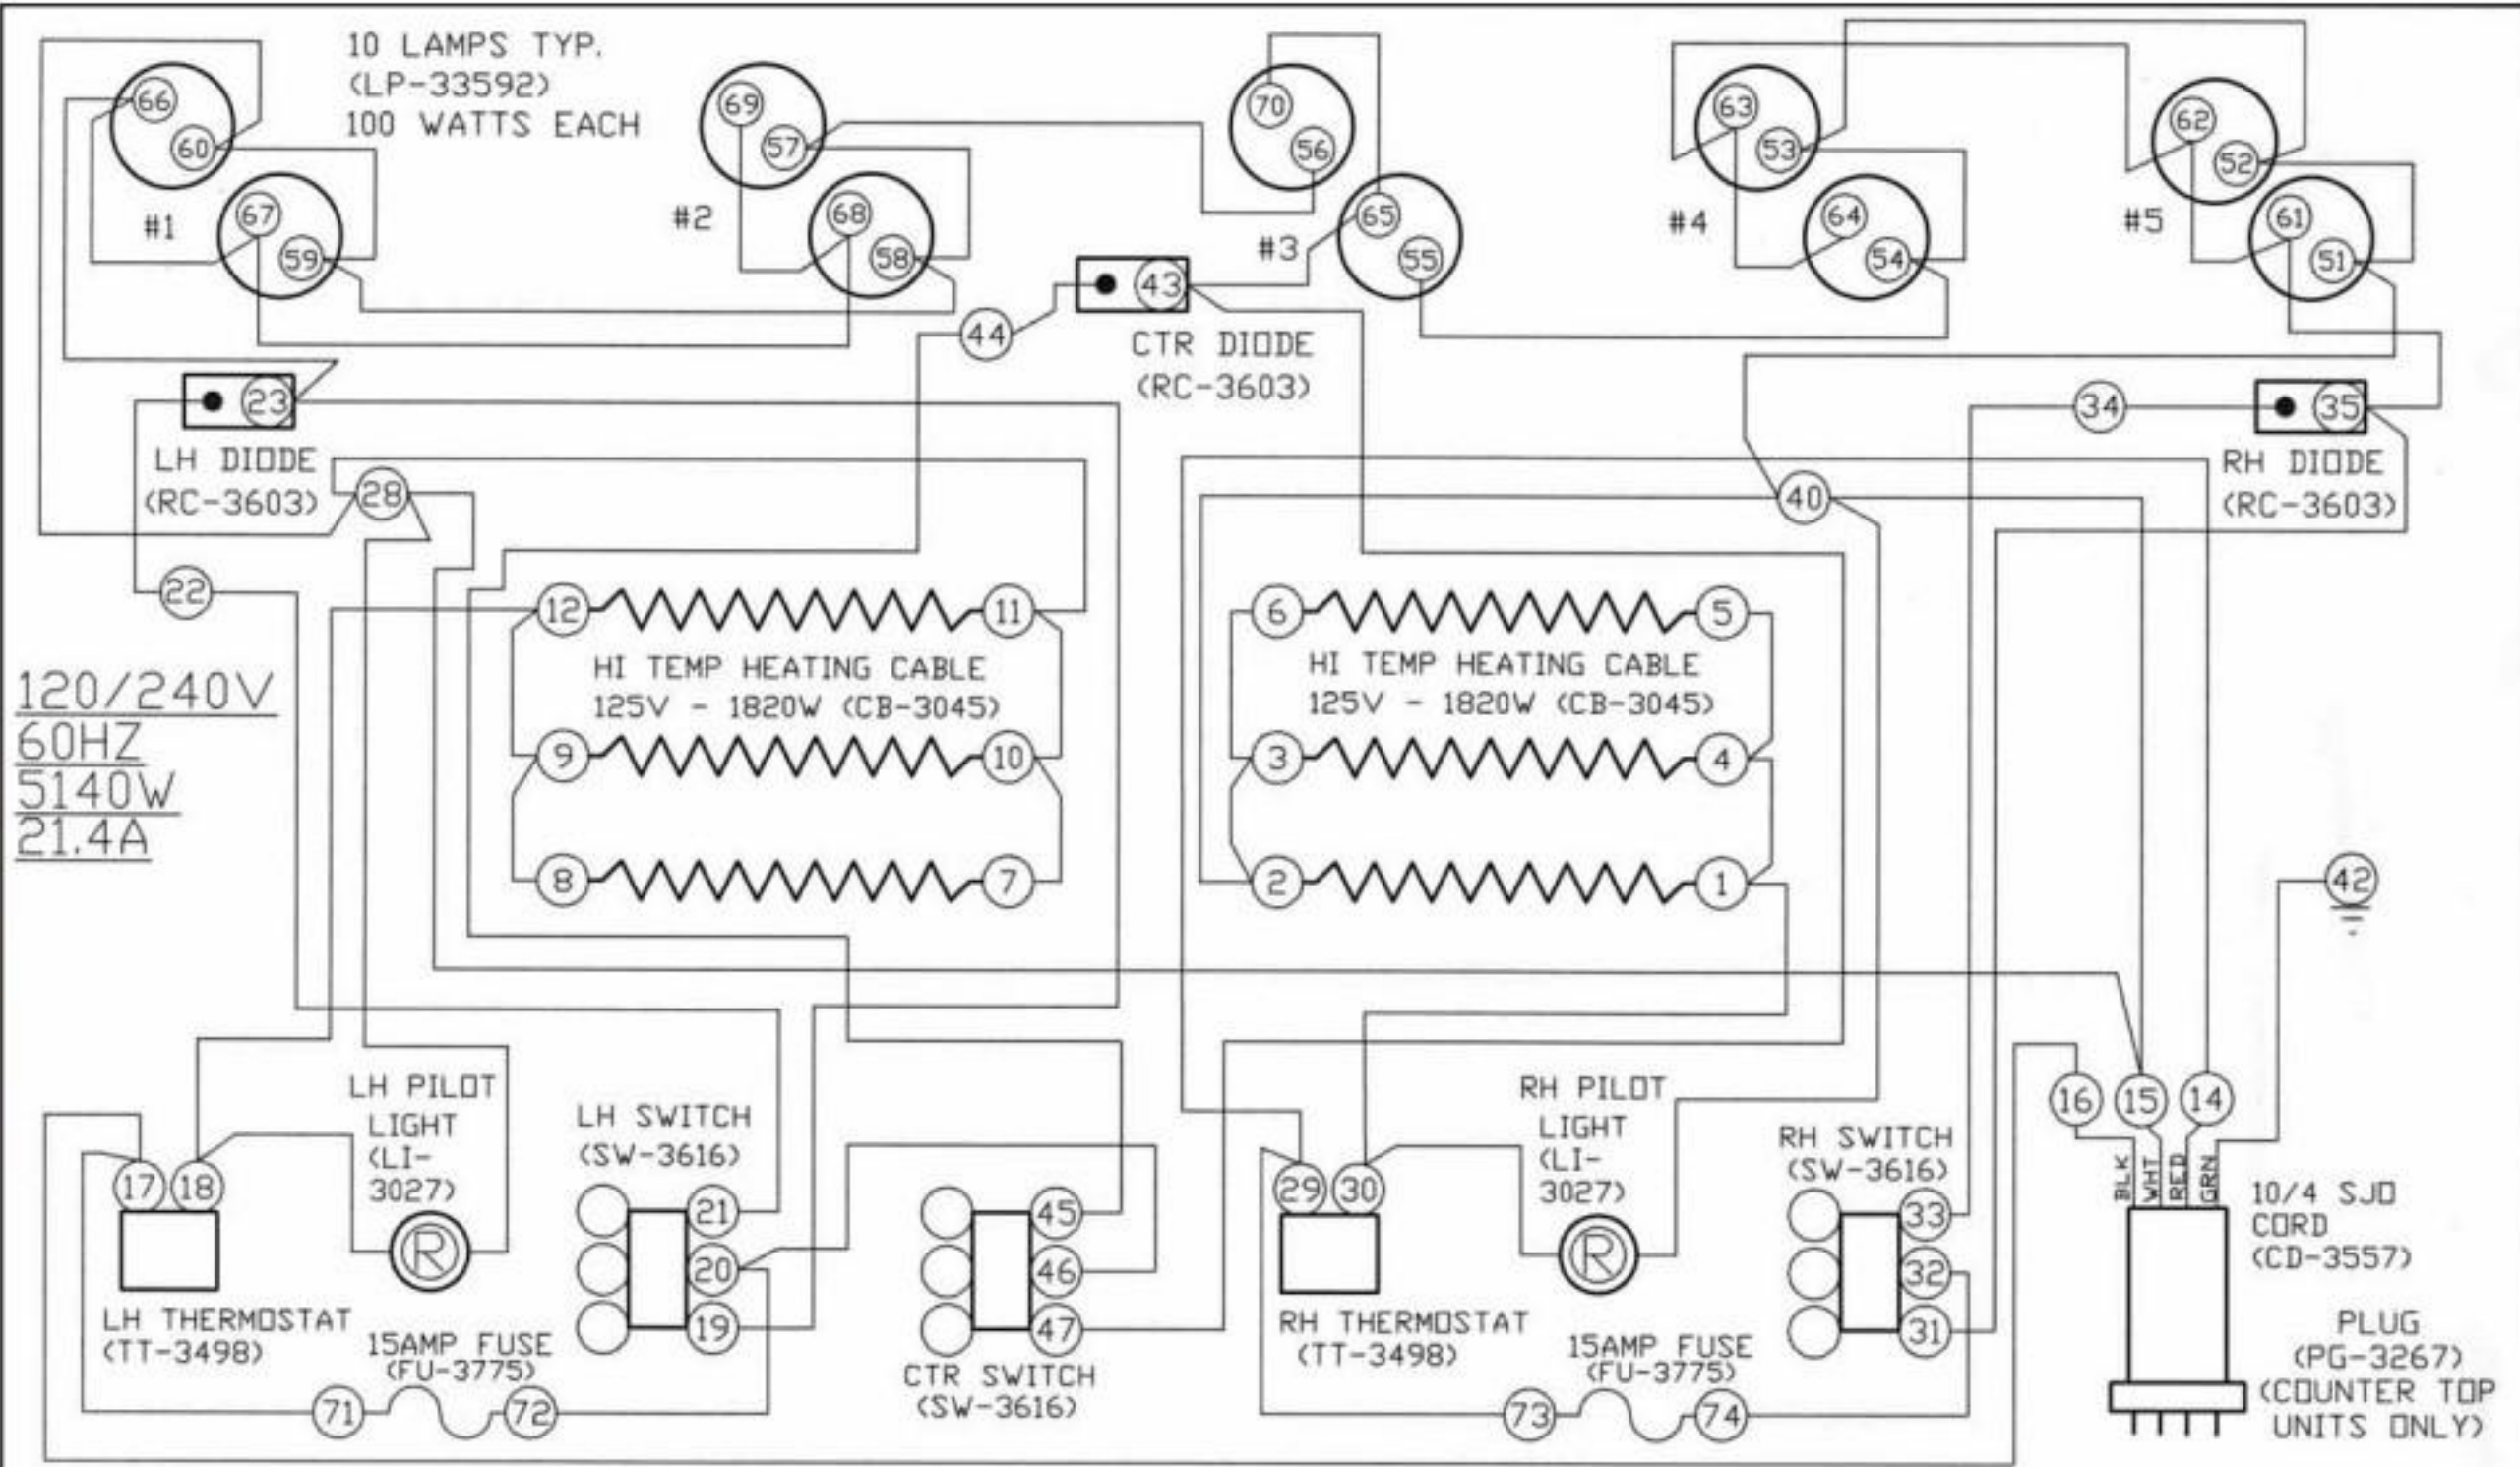 10 LAMPS TYP.
(LP-33592)
100 WATTS EACH
66
60
67
59
#1
69
57
68
58
#2
70
56
65
55
#3
63
53
64
54
#4
62
52
61
51
#5
43
44
CTR DIODE
(RC-3603)
23
LH DIODE
(RC-3603)
28
22
34
35
RH DIODE
(RC-3603)
40
120/240V
60HZ
5140W
21.4A
12
11
HI TEMP HEATING CABLE
125V - 1820W (CB-3045)
9
10
8
7
6
5
HI TEMP HEATING CABLE
125V - 1820W (CB-3045)
3
4
2
1
42
17
18
LH THERMOSTAT
(TT-3498)
LH PILOT
LIGHT
(LI-
3027)
R
15AMP FUSE
(FU-3775)
71
72
LH SWITCH
(SW-3616)
21
20
19
45
46
47
CTR SWITCH
(SW-3616)
29
30
RH THERMOSTAT
(TT-3498)
RH PILOT
LIGHT
(LI-
3027)
R
15AMP FUSE
(FU-3775)
73
74
RH SWITCH
(SW-3616)
33
32
31
16
15
14
BLK
WHT
RED
GRN
10/4 SJO
CORD
(CD-3557)
PLUG
(PG-3267)
(COUNTER TOP
UNITS ONLY)